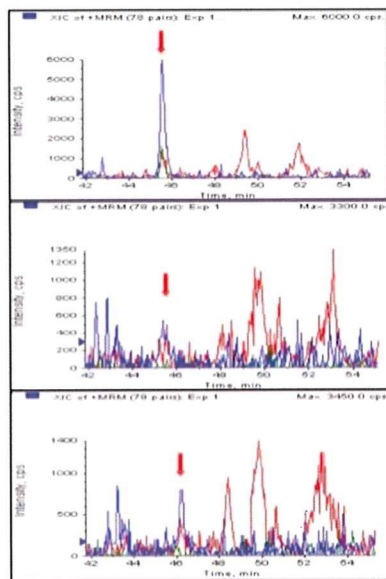 XIC of +MRM (78 pairs): Exp 1... Max. 6000.0 cps.
Intensity, cps
6000
5000
4000
3000
2000
1000
0
42 44 46 48 50 52 54
Time, min
XIC of +MRM (78 pairs): Exp 1 Max. 3300.0 cps
Intensity, cps
1350
1200
1000
800
600
400
200
0
42 44 46 48 50 52 54
Time, min
XIC of +MRM (78 pairs): Exp 1 Max. 3450.0 cps
Intensity, cps
1400
1000
500
0
42 44 46 48 50 52 54
Time, min